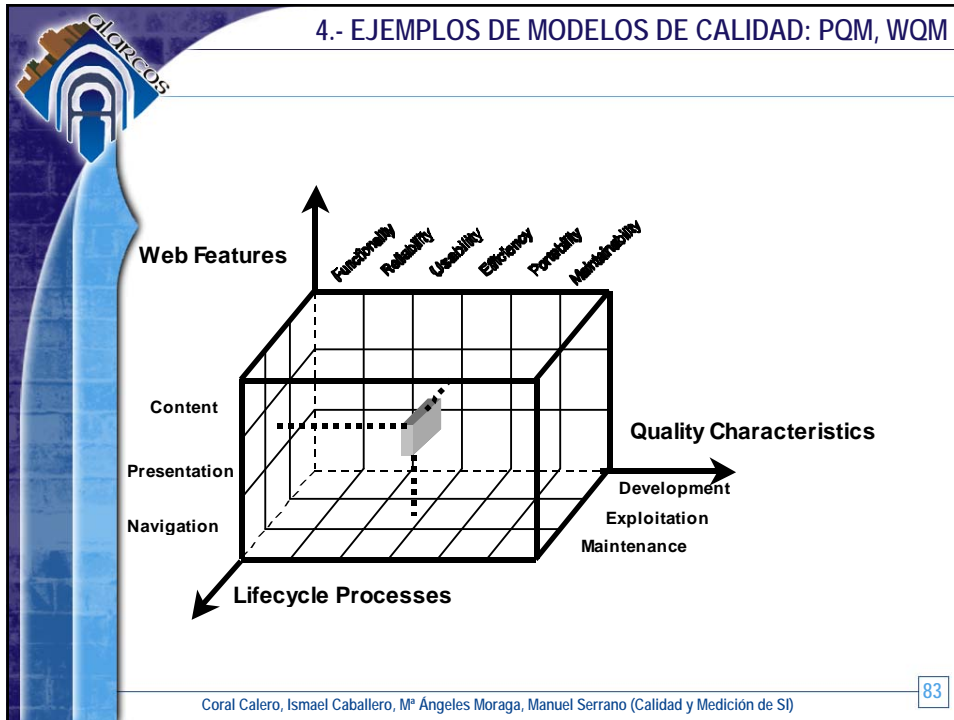 alarcos
4.- EJEMPLOS DE MODELOS DE CALIDAD: PQM, WQM
Web Features
Functionality
Reliability
Usability
Efficiency
Portability
Maintainability
Content
Presentation
Navigation
Quality Characteristics
Development
Exploitation
Maintenance
Lifecycle Processes
Coral Calero, Ismael Caballero, Mª Ángeles Moraga, Manuel Serrano (Calidad y Medición de SI)
83